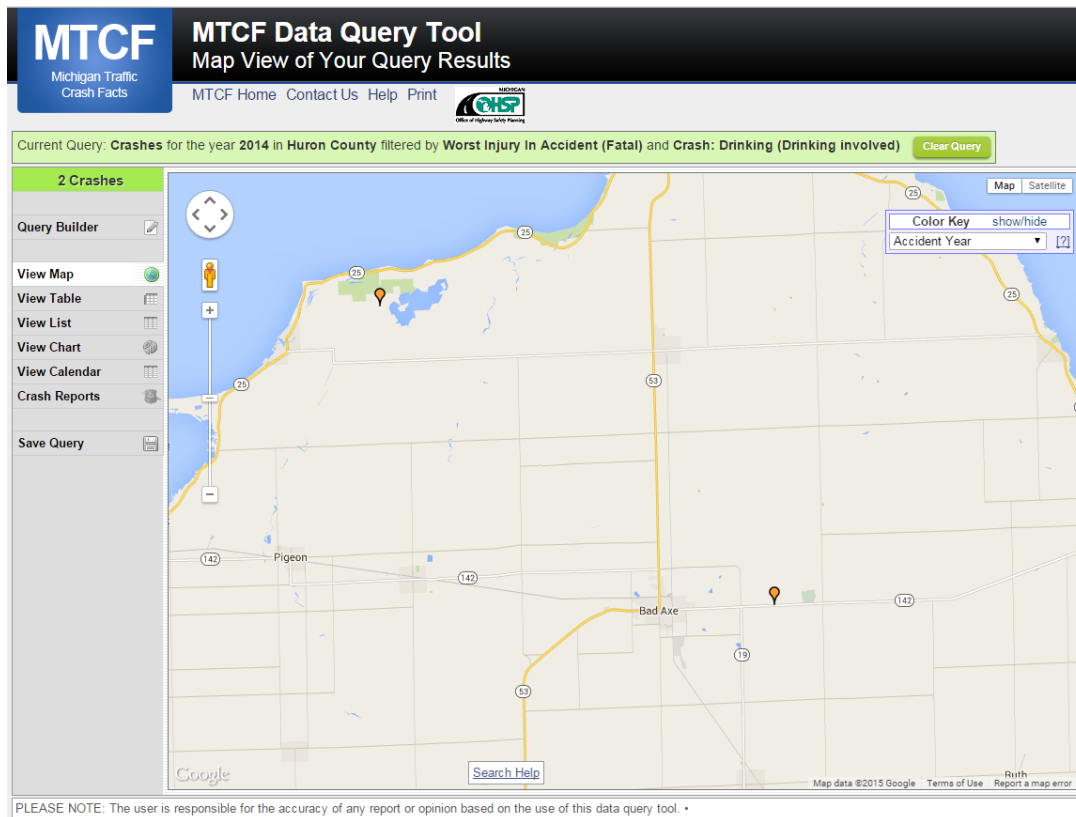 MTCF
Michigan Traffic
Crash Facts
MTCF Data Query Tool
Map View of Your Query Results
MTCF Home Contact Us Help Print
MICHIGAN
OHSP
Office of Highway Safety Planning
Current Query: Crashes for the year 2014 in Huron County filtered by Worst Injury In Accident (Fatal) and Crash: Drinking (Drinking involved) Clear Query
2 Crashes
Query Builder
View Map
View Table
View List
View Chart
View Calendar
Crash Reports
Save Query
Map Satellite
Color Key show/hide
Accident Year [?]
25
25
25
25
25
53
142
Pigeon
142
142
Bad Axe
19
53
Ruth
Google
Search Help
Map data ©2015 Google Terms of Use Report a map error
PLEASE NOTE: The user is responsible for the accuracy of any report or opinion based on the use of this data query tool. •